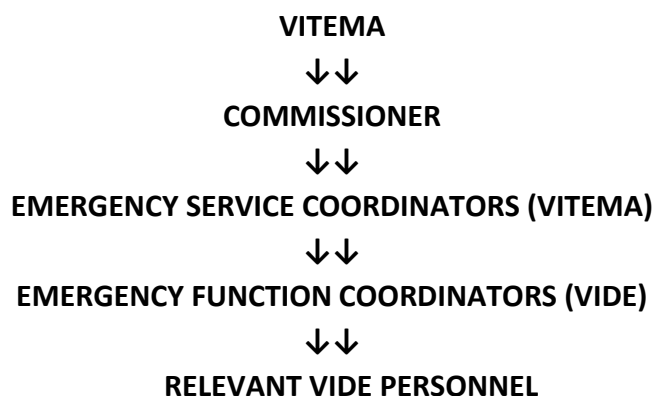 VITEMA
↓↓
COMMISSIONER
↓↓
EMERGENCY SERVICE COORDINATORS (VITEMA)
↓↓
EMERGENCY FUNCTION COORDINATORS (VIDE)
↓↓
RELEVANT VIDE PERSONNEL